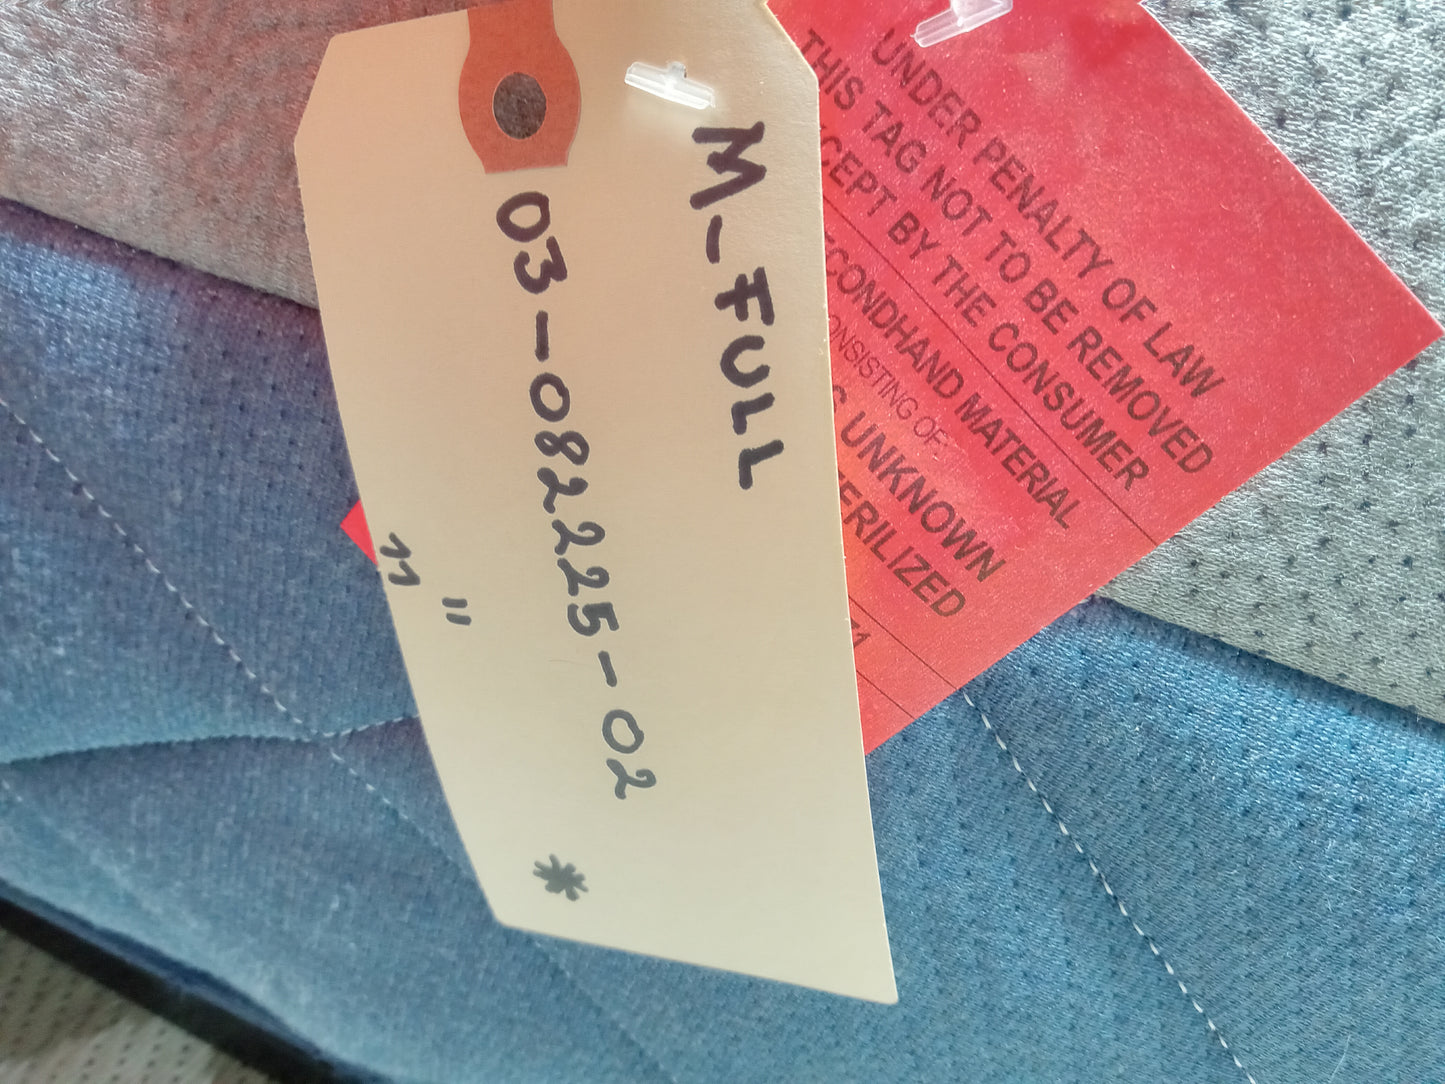 M-FULL
03-082225-02 *
11"
UNDER PENALTY OF LAW
THIS TAG NOT TO BE REMOVED
EXCEPT BY THE CONSUMER
SECONDHAND MATERIAL
CONSISTING OF:
UNKNOWN
STERILIZED